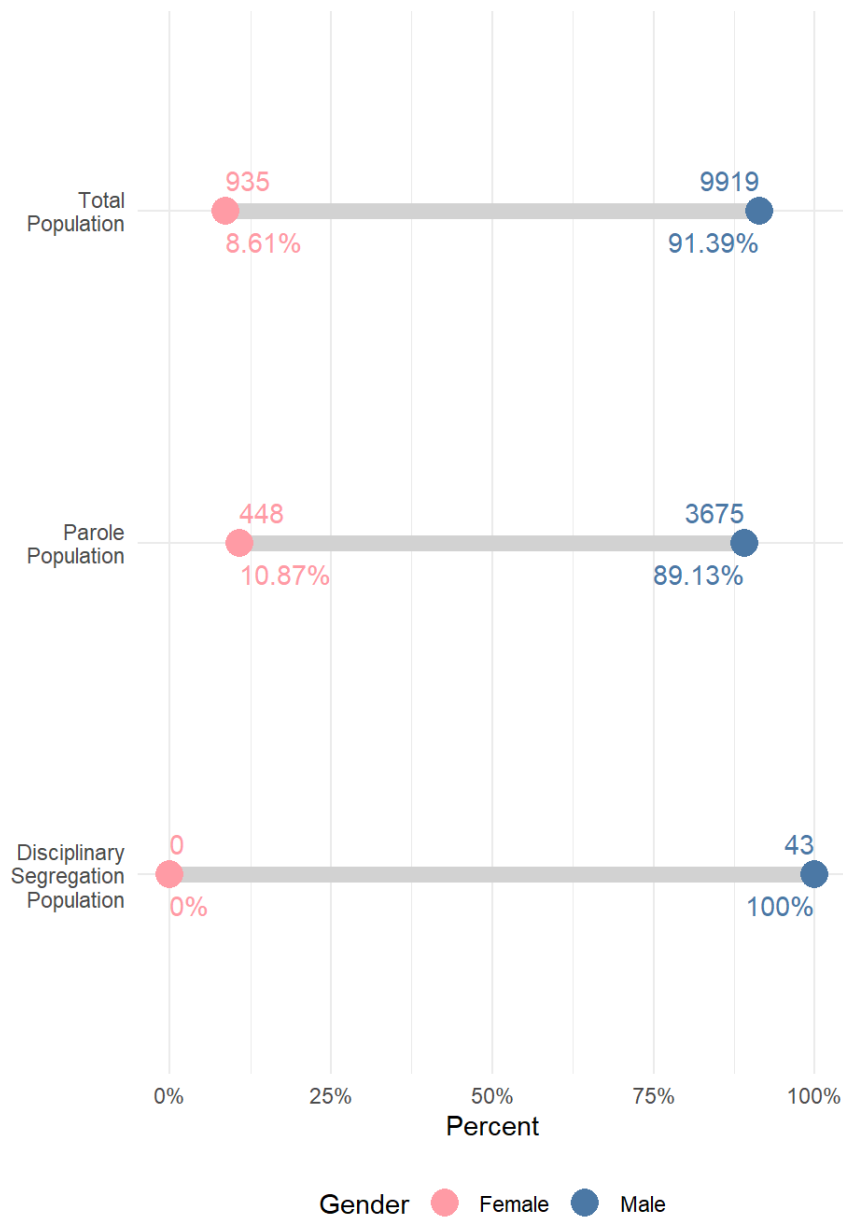 935
9919
Total
Population
8.61%
91.39%
448
3675
Parole
Population
10.87%
89.13%
0
43
Disciplinary
Segregation
Population
0%
100%
0%
25%
50%
75%
100%
Percent
Gender
Female
Male